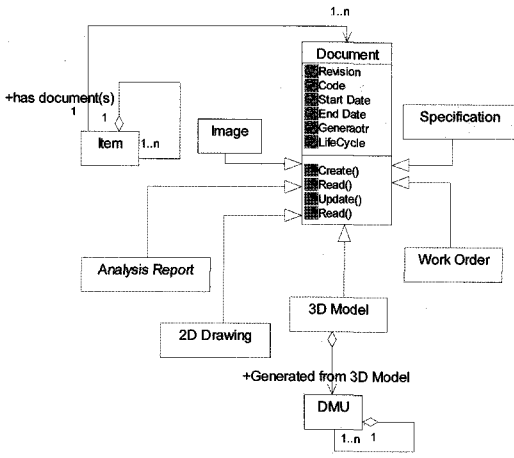 1..n
Document
Revision
Code
Start Date
End Date
Generaotr
LifeCycle
Create()
Read()
Update()
Read()
+has document(s)
1
1
Item
1..n
Image
Specification
Analysis Report
Work Order
2D Drawing
3D Model
+Generated from 3D Model
DMU
1..n
1